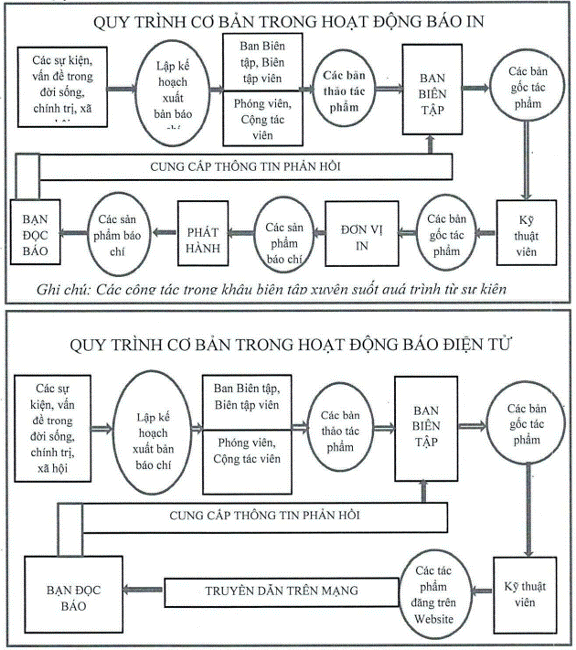 QUY TRÌNH CƠ BẢN TRONG HOẠT ĐỘNG BÁO IN
Các sự kiện,
vấn đề trong
đời sống,
chính trị, xã
Lập kế
hoạch
xuất
bản báo
chí
Ban Biên
tập, Biên
tập viên
Phóng viên,
Cộng tác
viên
Các bản
thảo tác
phẩm
BAN
BIÊN
TẬP
Các bản
gốc tác
phẩm
CUNG CẤP THÔNG TIN PHẢN HỒI
BẠN
ĐỌC
BÁO
Các sản
phẩm báo
chí
PHÁT
HÀNH
Các sản
phẩm
báo chí
ĐƠN VỊ
IN
Các bản
gốc tác
phẩm
Kỹ
thuật
viên
Ghi chú: Các công tác trong khâu biên tập xuyên suốt quá trình từ sự kiện
QUY TRÌNH CƠ BẢN TRONG HOẠT ĐỘNG BÁO ĐIỆN TỬ
Các sự
kiện, vấn
đề trong
đời sống,
chính trị,
xã hội
Lập kế
hoạch
xuất bản
báo chí
Ban Biên tập,
Biên tập viên
Phóng viên,
Cộng tác viên
Các bản
thảo tác
phẩm
BAN
BIÊN
TẬP
Các bản
gốc tác
phẩm
CUNG CẤP THÔNG TIN PHẢN HỒI
BẠN ĐỌC
BÁO
TRUYỀN DẪN TRÊN MẠNG
Các tác
phẩm
đăng trên
Website
Kỹ thuật
viên